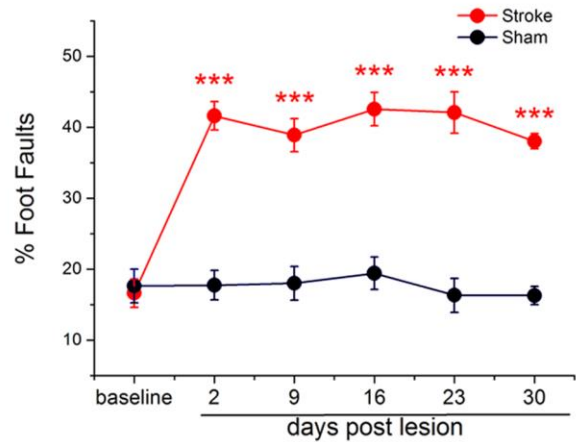 Stroke
Sham
50
*** *** *** *** ***
40
30
20
10
% Foot Faults
baseline 2 9 16 23 30
days post lesion